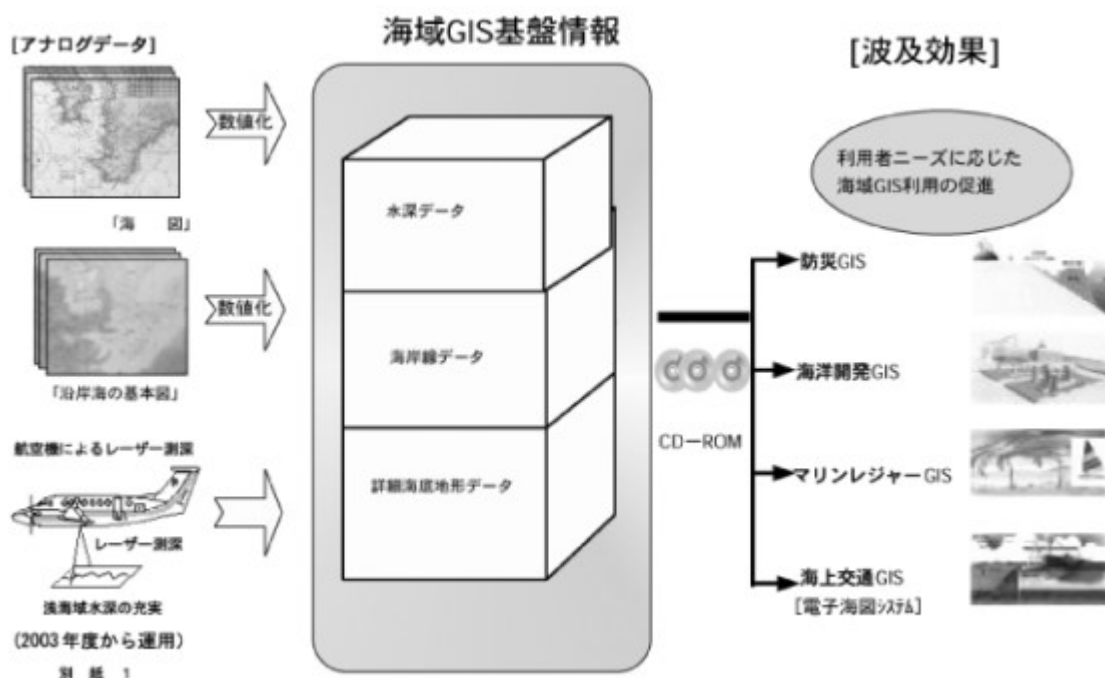 海域GIS基盤情報
[アナログデータ]
数値化
「海 図」
数値化
「沿岸海の基本図」
航空機によるレーザー測深
レーザー測深
浅海域水深の充実
(2003年度から運用)
別 紙 1
水深データ
海岸線データ
詳細海底地形データ
CD－ROM
[波及効果]
利用者ニーズに応じた
海域GIS利用の促進
防災GIS
海洋開発GIS
マリンレジャーGIS
海上交通GIS
[電子海図システム]